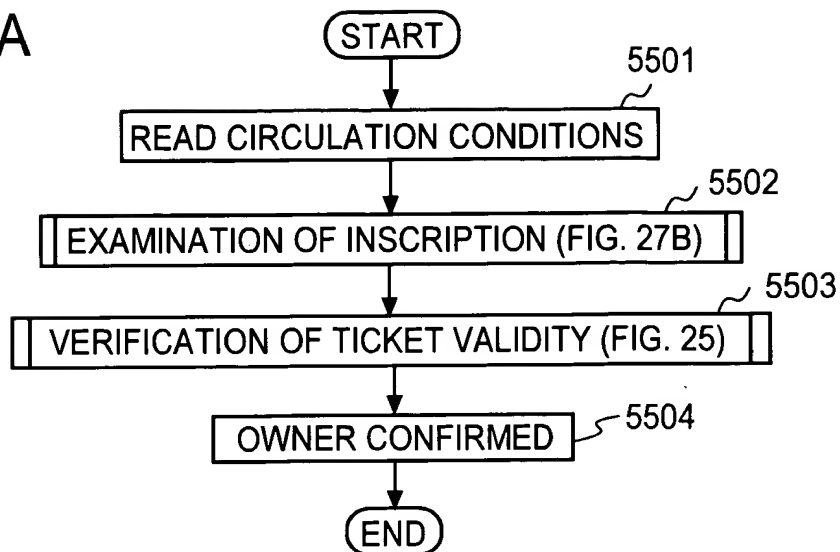 A
START
5501
READ CIRCULATION CONDITIONS
5502
EXAMINATION OF INSCRIPTION (FIG. 27B)
5503
VERIFICATION OF TICKET VALIDITY (FIG. 25)
5504
OWNER CONFIRMED
END